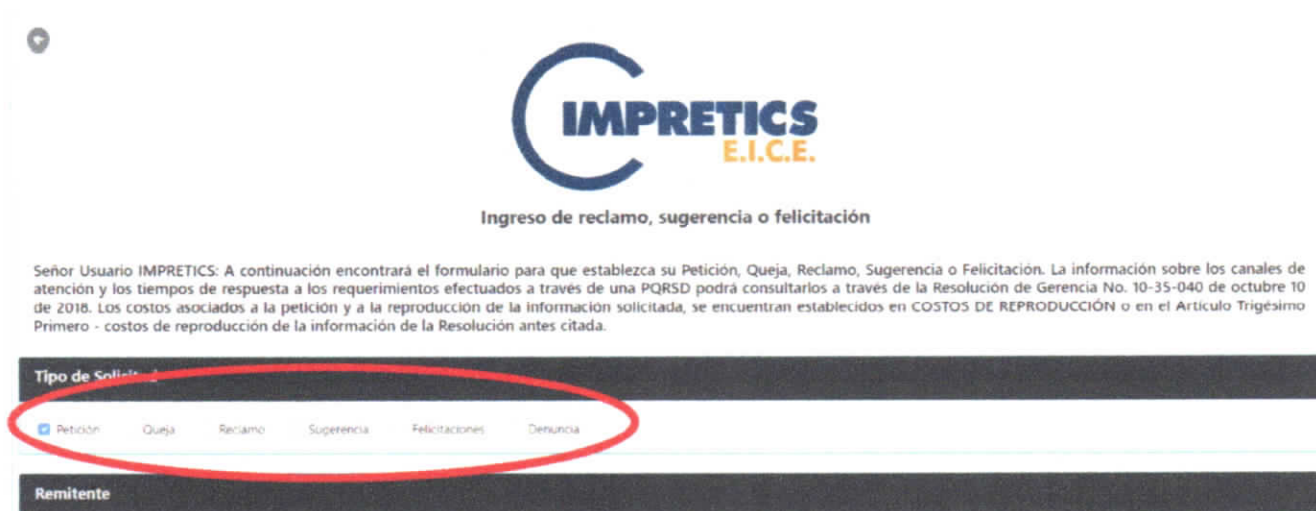 IMPRETICS
E.I.C.E.
Ingreso de reclamo, sugerencia o felicitación
Señor Usuario IMPRETICS: A continuación encontrará el formulario para que establezca su Petición, Queja, Reclamo, Sugerencia o Felicitación. La información sobre los canales de
atención y los tiempos de respuesta a los requerimientos efectuados a través de una PQRSD podrá consultarlos a través de la Resolución de Gerencia No. 10-35-040 de octubre 10
de 2018. Los costos asociados a la petición y a la reproducción de la información solicitada, se encuentran establecidos en COSTOS DE REPRODUCCIÓN o en el Artículo Trigésimo
Primero - costos de reproducción de la información de la Resolución antes citada.
Tipo de Solicitud
Petición Queja Reclamo Sugerencia Felicitaciones Denuncia
Remitente